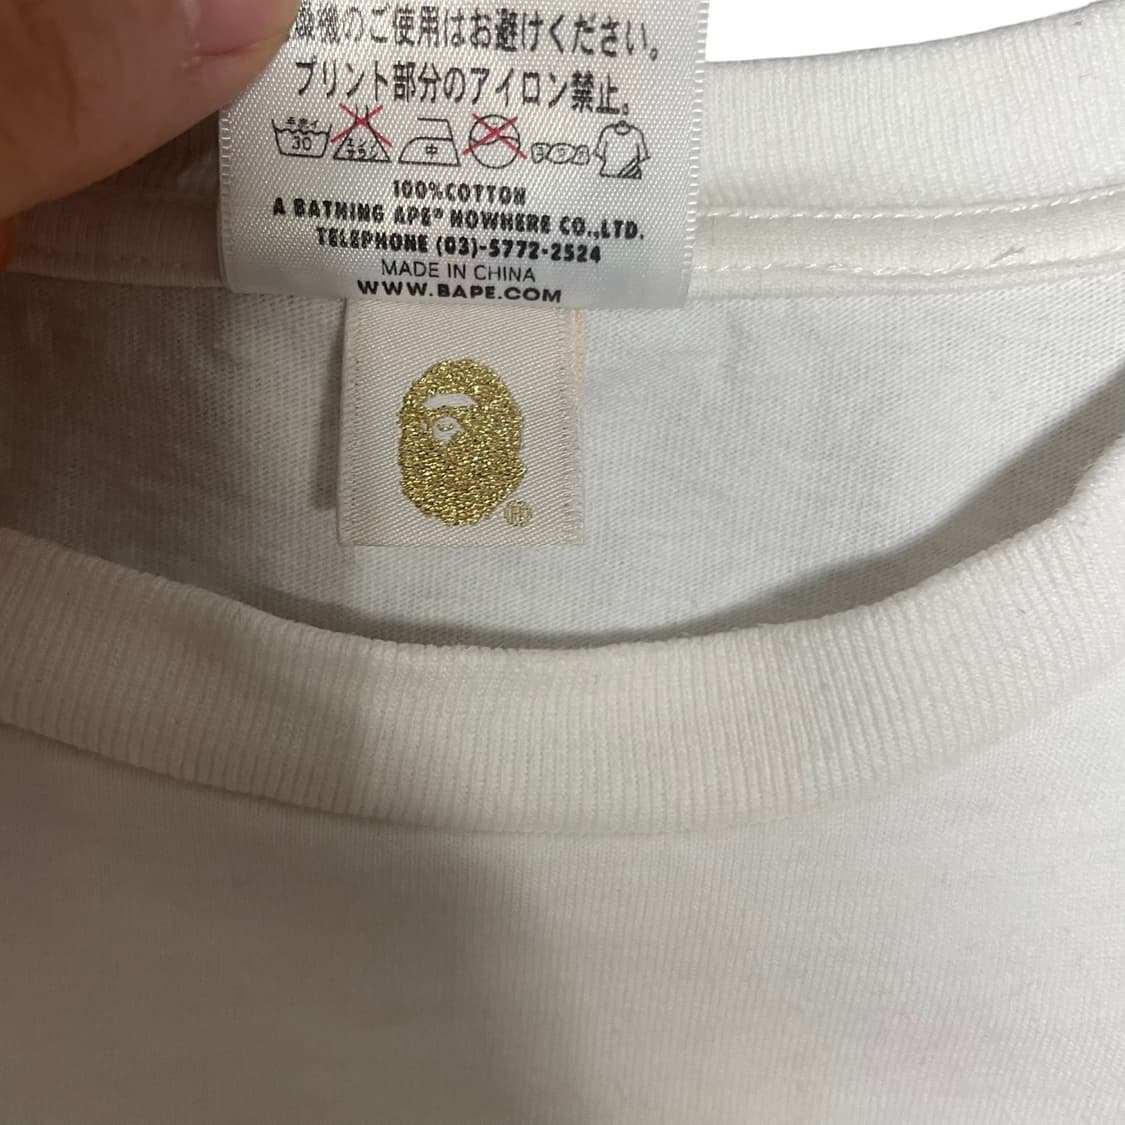 燥機のご使用はお避けください。
プリント部分のアイロン禁止。
30 中
100%COTTON
A BATHING APE® NOWHERE CO.,LTD.
TELEPHONE (03)-5772-2524
MADE IN CHINA
WWW.BAPE.COM